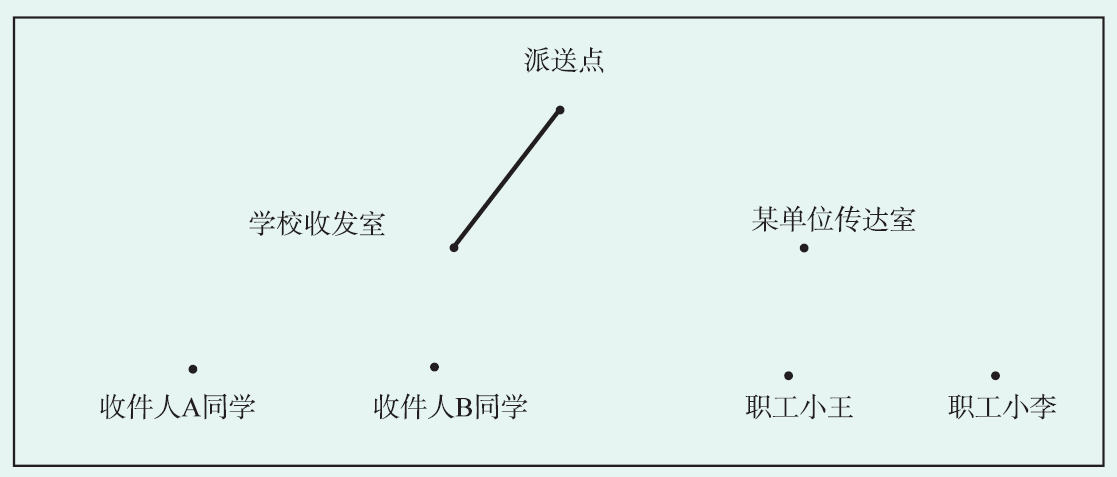 派送点
学校收发室
某单位传达室
收件人A同学
收件人B同学
职工小王
职工小李